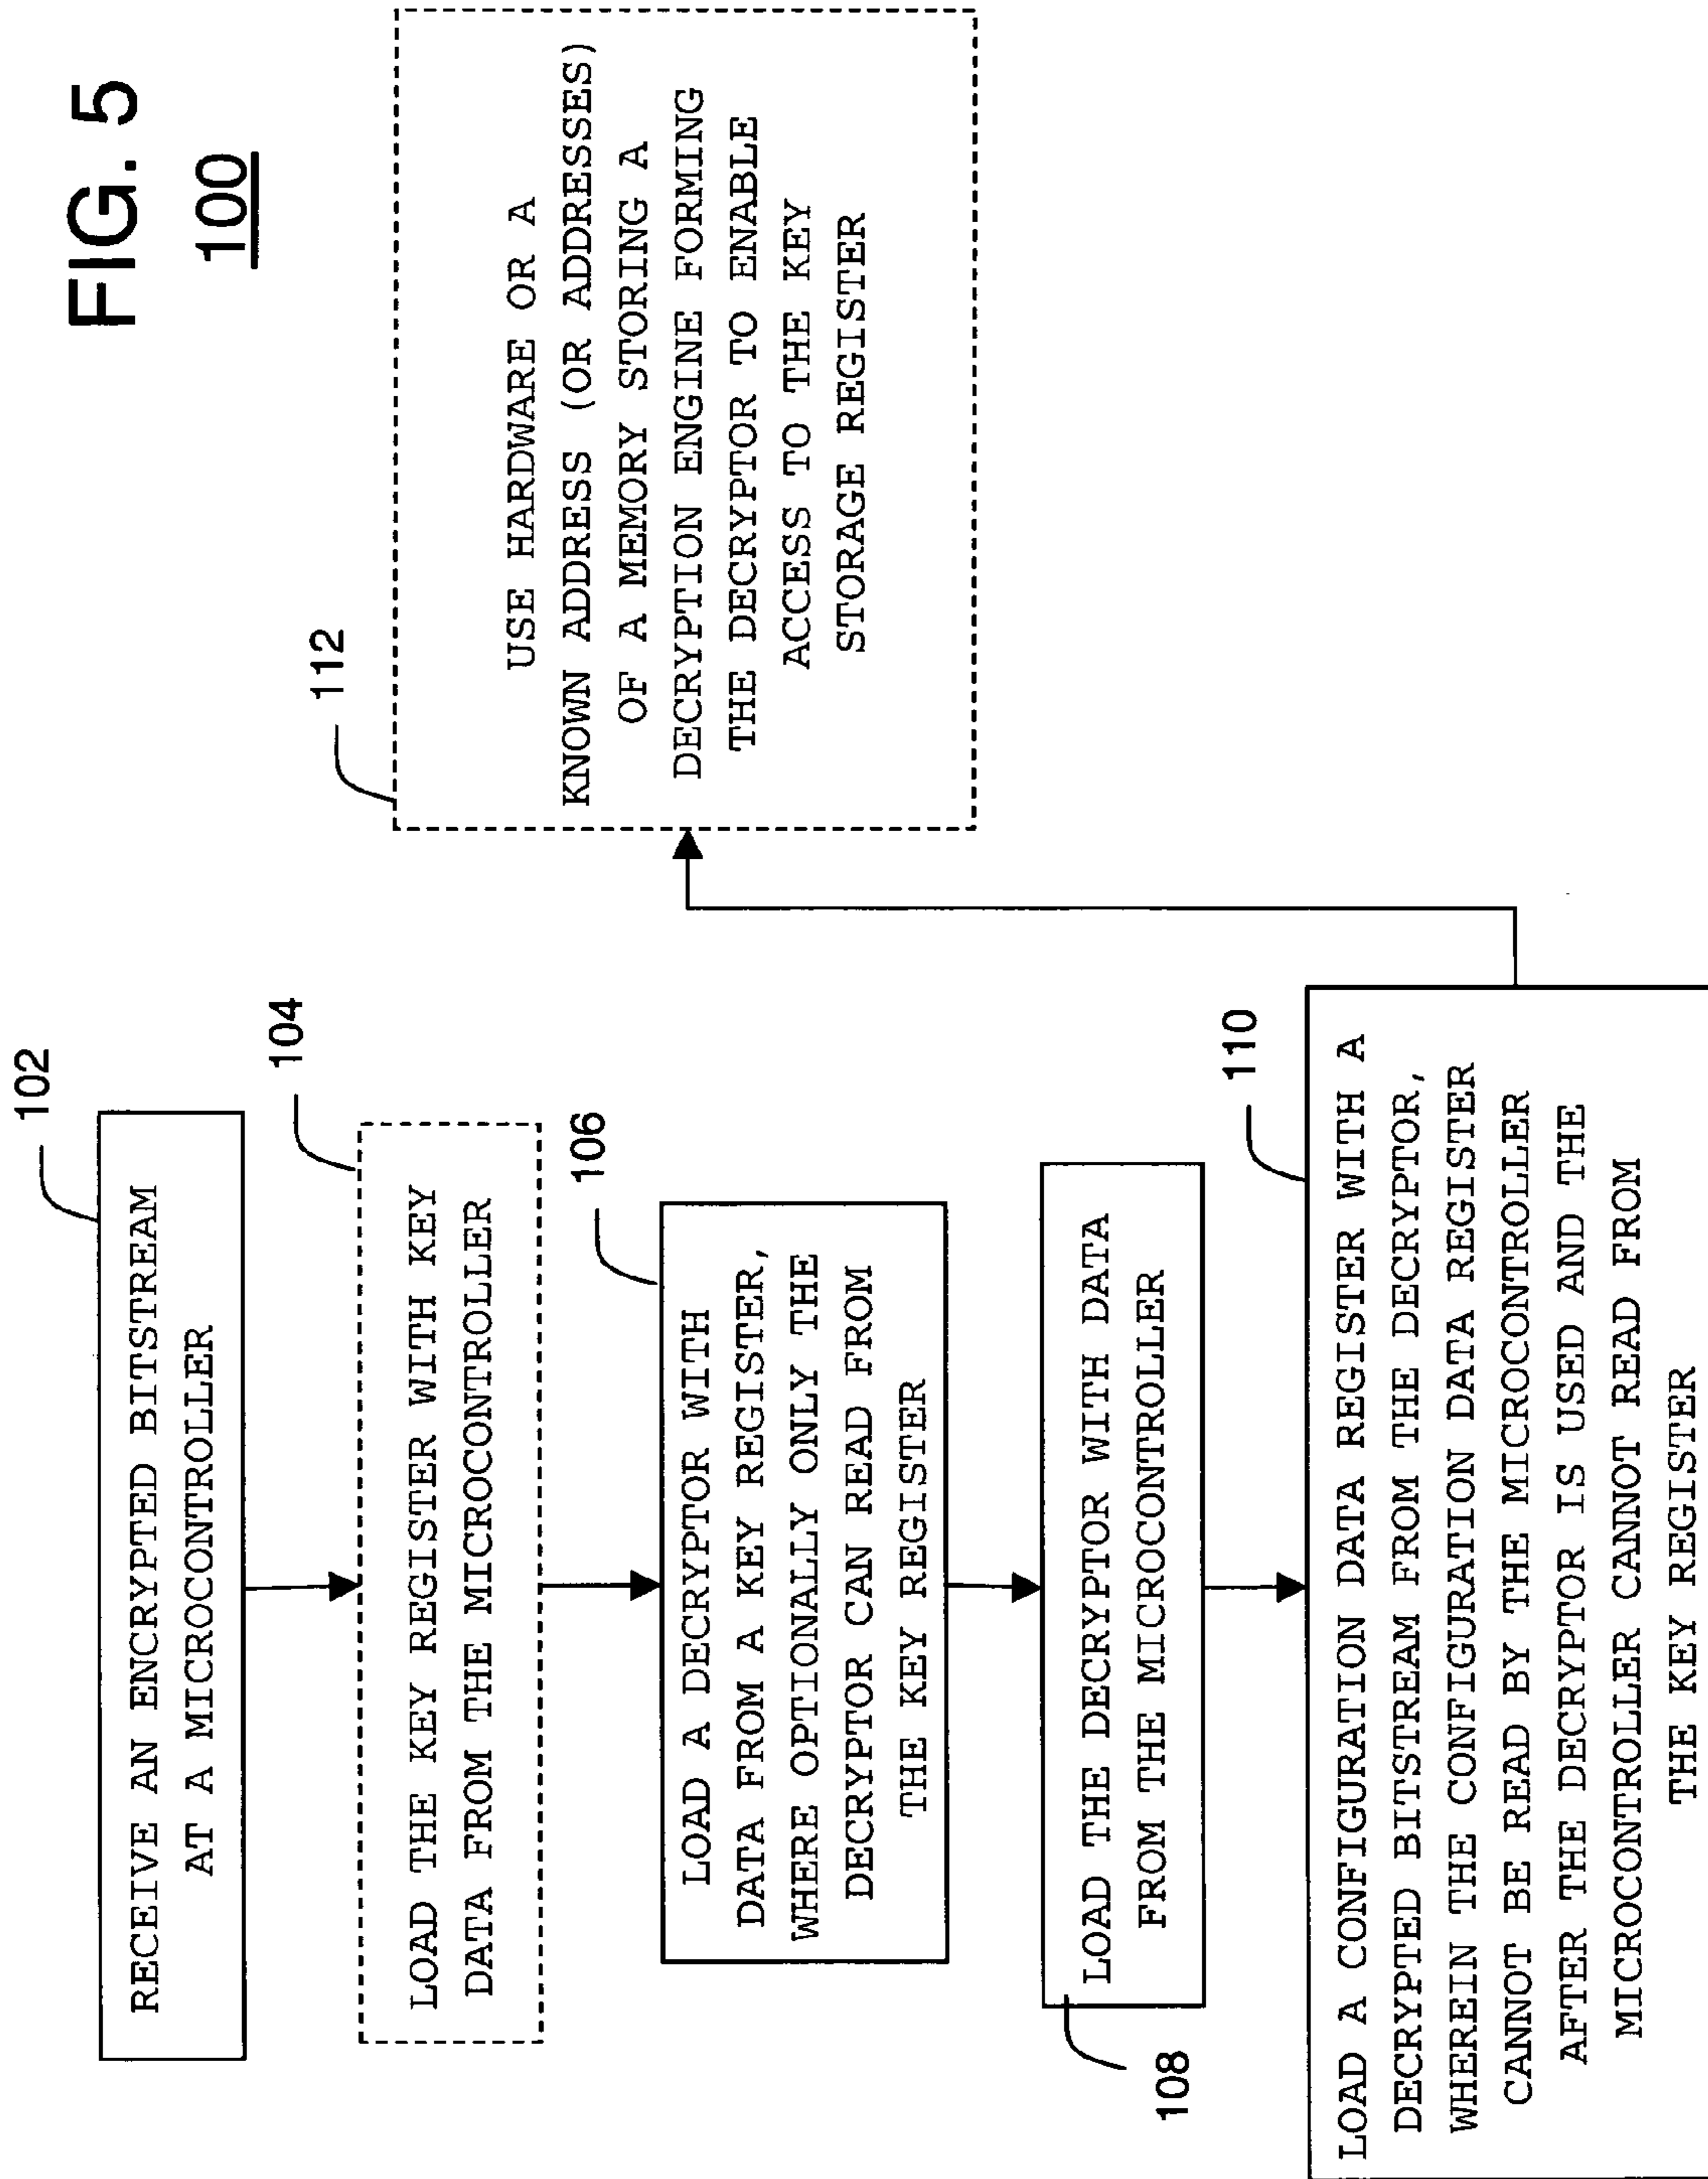 FIG. 5
100
102
RECEIVE AN ENCRYPTED BITSTREAM
AT A MICROCONTROLLER
104
LOAD THE KEY REGISTER WITH KEY
DATA FROM THE MICROCONTROLLER
106
LOAD A DECRYPTOR WITH
DATA FROM A KEY REGISTER,
WHERE OPTIONALLY ONLY THE
DECRYPTOR CAN READ FROM
THE KEY REGISTER
108
LOAD THE DECRYPTOR WITH DATA
FROM THE MICROCONTROLLER
110
LOAD A CONFIGURATION DATA REGISTER WITH A
DECRYPTED BITSTREAM FROM THE DECRYPTOR,
WHEREIN THE CONFIGURATION DATA REGISTER
CANNOT BE READ BY THE MICROCONTROLLER
AFTER THE DECRYPTOR IS USED AND THE
MICROCONTROLLER CANNOT READ FROM
THE KEY REGISTER
112
USE HARDWARE OR A
KNOWN ADDRESS (OR ADDRESSES)
OF A MEMORY STORING A
DECRYPTION ENGINE FORMING
THE DECRYPTOR TO ENABLE
ACCESS TO THE KEY
STORAGE REGISTER